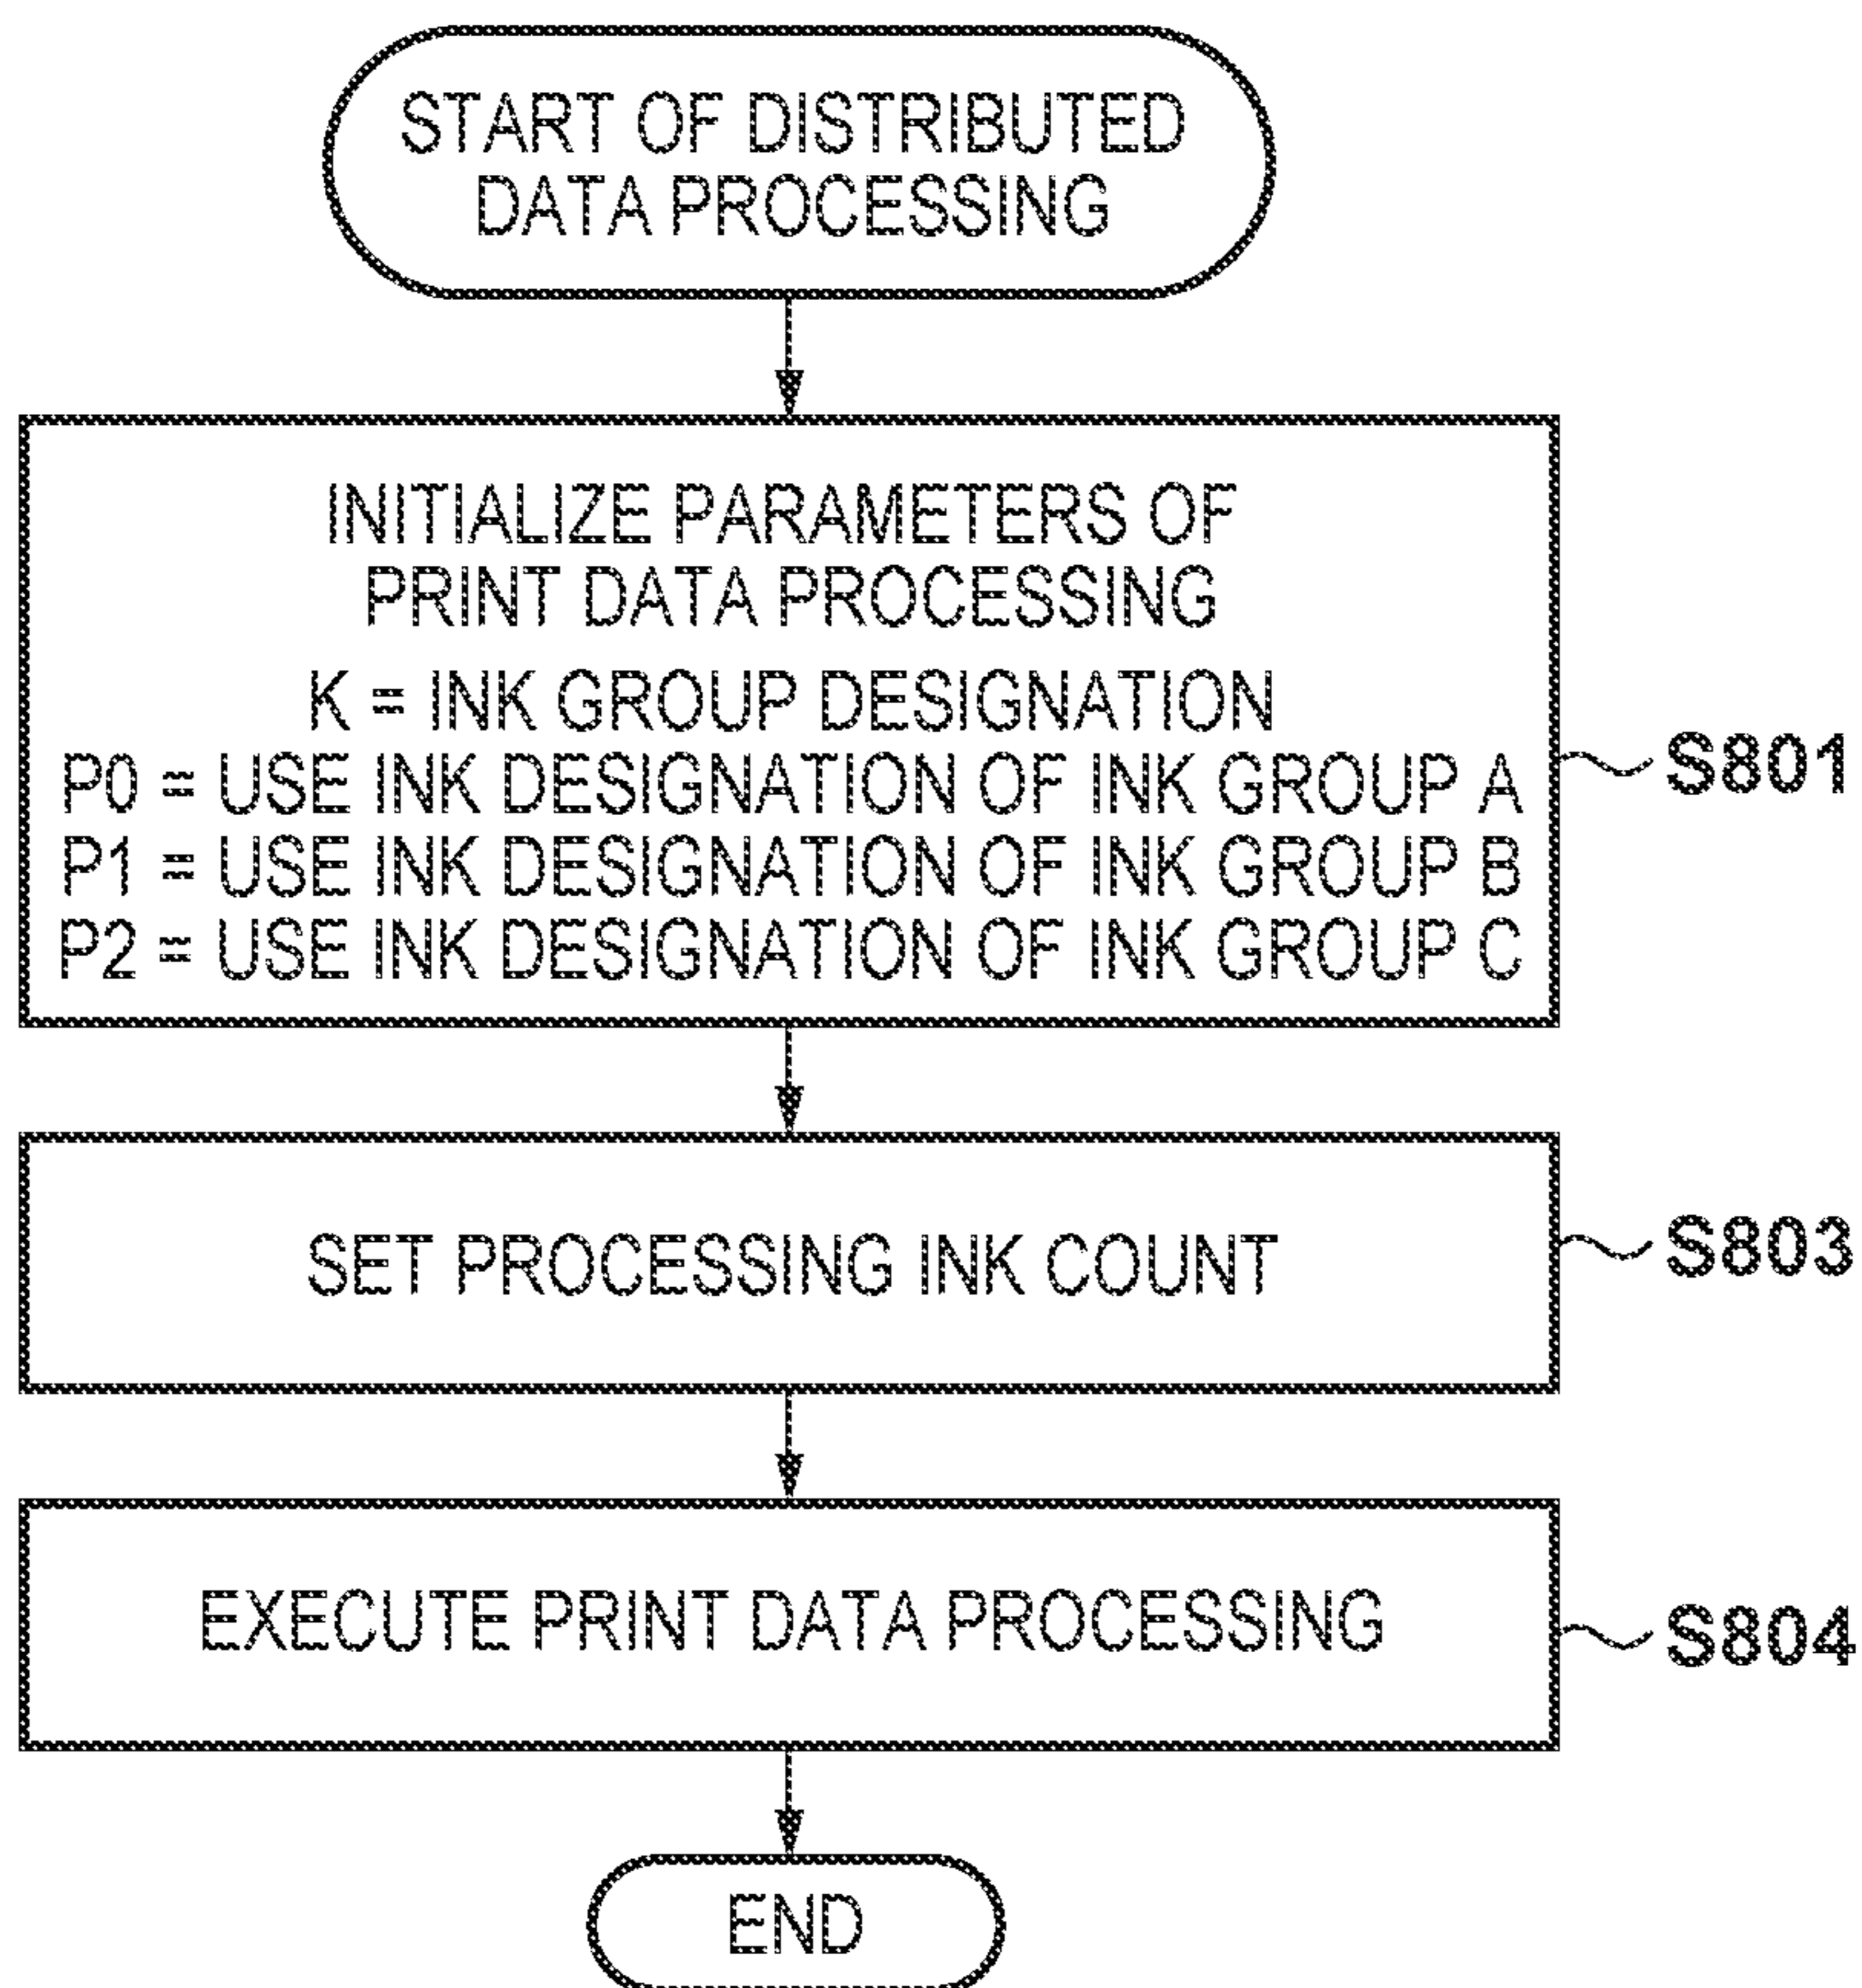 START OF DISTRIBUTED
DATA PROCESSING
INITIALIZE PARAMETERS OF
PRINT DATA PROCESSING
K = INK GROUP DESIGNATION
P0 = USE INK DESIGNATION OF INK GROUP A
P1 = USE INK DESIGNATION OF INK GROUP B
P2 = USE INK DESIGNATION OF INK GROUP C
S801
SET PROCESSING INK COUNT
S803
EXECUTE PRINT DATA PROCESSING
S804
END